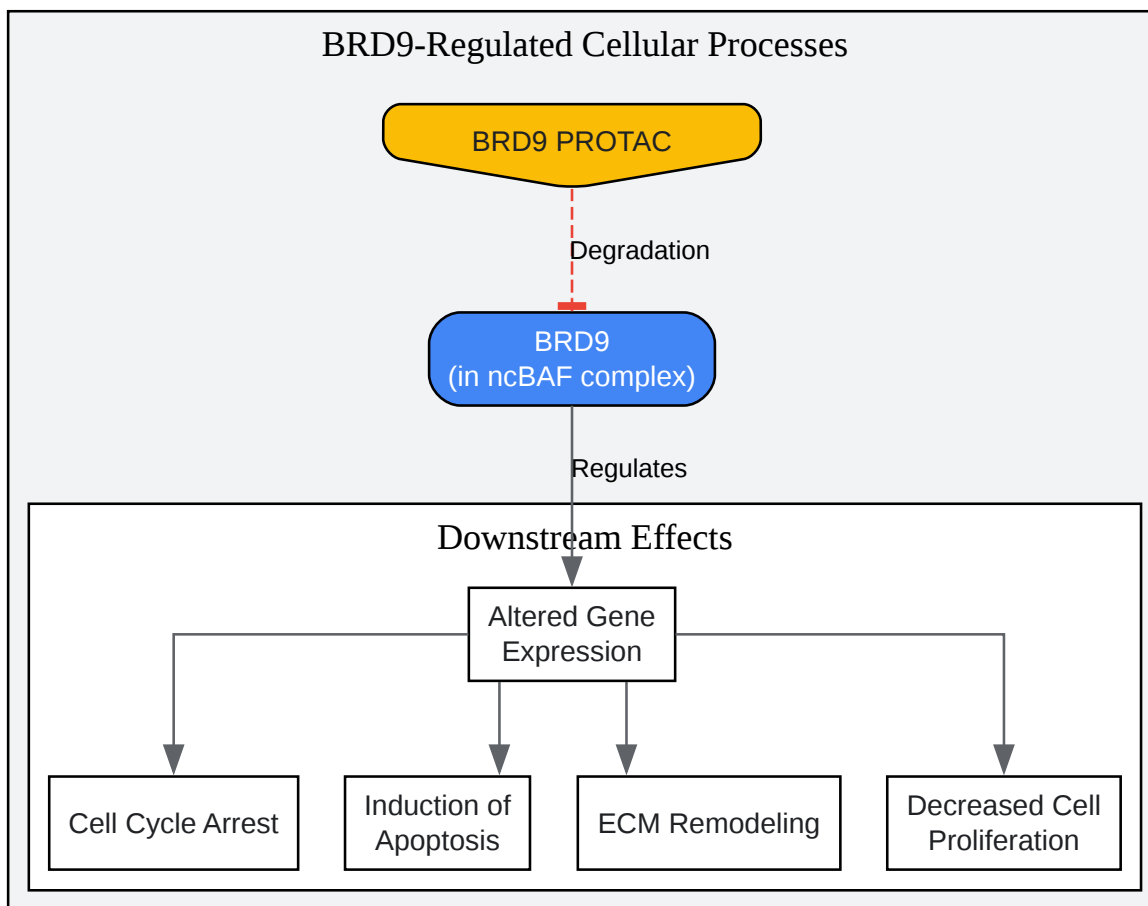 BRD9-Regulated Cellular Processes
BRD9 PROTAC
Degradation
BRD9
(in ncBAF complex)
Regulates
Downstream Effects
Altered Gene
Expression
Cell Cycle Arrest
Induction of
Apoptosis
ECM Remodeling
Decreased Cell
Proliferation